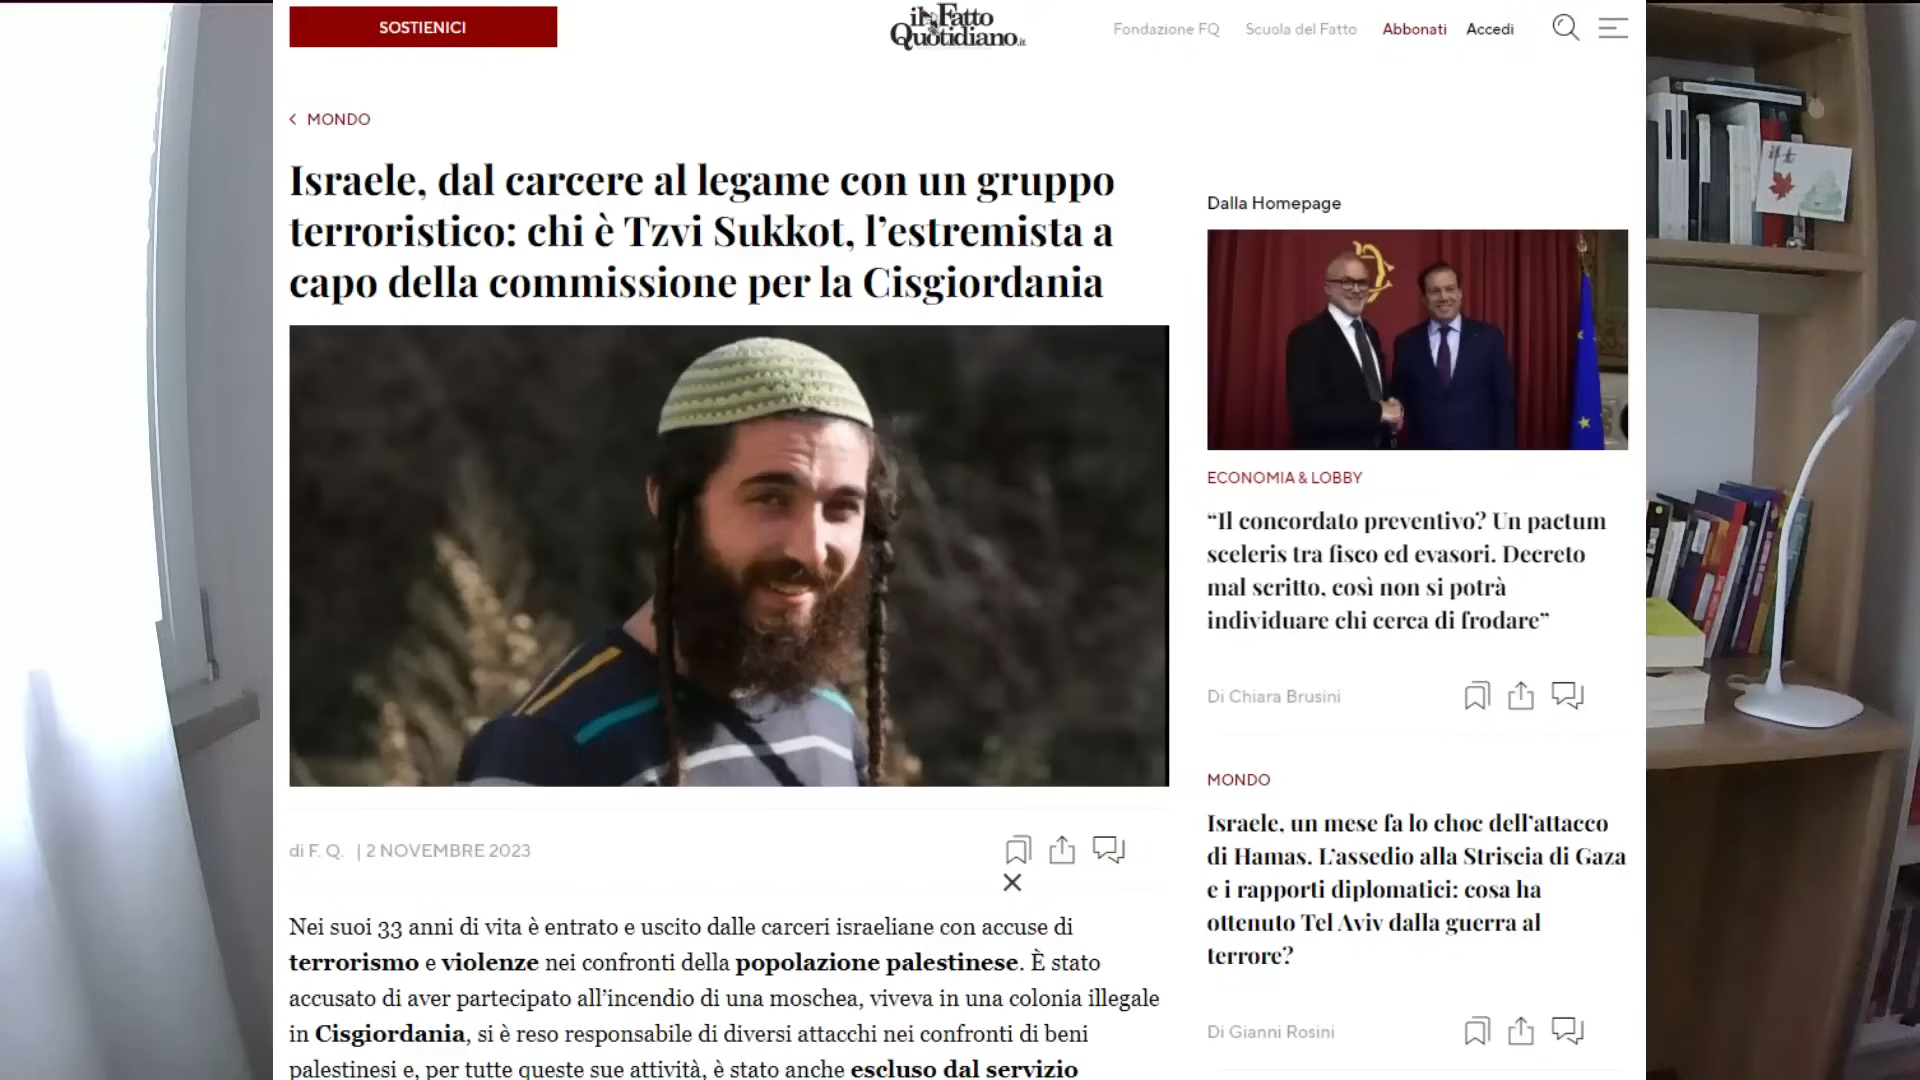 SOSTIENICI
il Fatto
Quotidiano.it
Fondazione FQ
Scuola del Fatto
Abbonati
Accedi
MONDO
Israele, dal carcere al legame con un gruppo
terroristico: chi è Tzvi Sukkot, l’estremista a
capo della commissione per la Cisgiordania
di F. Q. | 2 NOVEMBRE 2023
Nei suoi 33 anni di vita è entrato e uscito dalle carceri israeliane con accuse di
terrorismo e violenze nei confronti della popolazione palestinese. È stato
accusato di aver partecipato all’incendio di una moschea, viveva in una colonia illegale
in Cisgiordania, si è reso responsabile di diversi attacchi nei confronti di beni
palestinesi e, per tutte queste sue attività, è stato anche escluso dal servizio
Dalla Homepage
ECONOMIA & LOBBY
“Il concordato preventivo? Un pactum
sceleris tra fisco ed evasori. Decreto
mal scritto, così non si potrà
individuare chi cerca di frodare”
Di Chiara Brusini
MONDO
Israele, un mese fa lo choc dell’attacco
di Hamas. L’assedio alla Striscia di Gaza
e i rapporti diplomatici: cosa ha
ottenuto Tel Aviv dalla guerra al
terrore?
Di Gianni Rosini